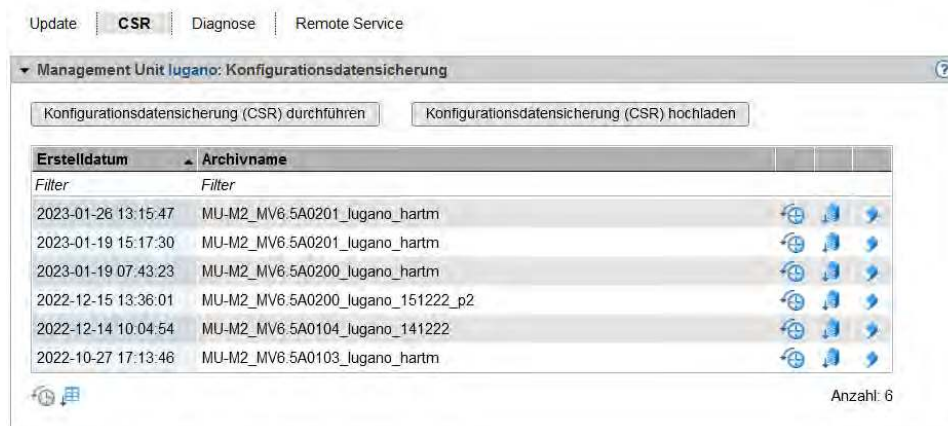 Update CSR Diagnose Remote Service
Management Unit lugano: Konfigurationsdatensicherung
Konfigurationsdatensicherung (CSR) durchführen Konfigurationsdatensicherung (CSR) hochladen
Erstelldatum Archivname
Filter Filter
2023-01-26 13:15:47 MU-M2_MV6.5A0201_lugano_hartm
2023-01-19 15:17:30 MU-M2_MV6.5A0201_lugano_hartm
2023-01-19 07:43:23 MU-M2_MV6.5A0200_lugano_hartm
2022-12-15 13:36:01 MU-M2_MV6.5A0200_lugano_151222_p2
2022-12-14 10:04:54 MU-M2_MV6.5A0104_lugano_141222
2022-10-27 17:13:46 MU-M2_MV6.5A0103_lugano_hartm
Anzahl: 6